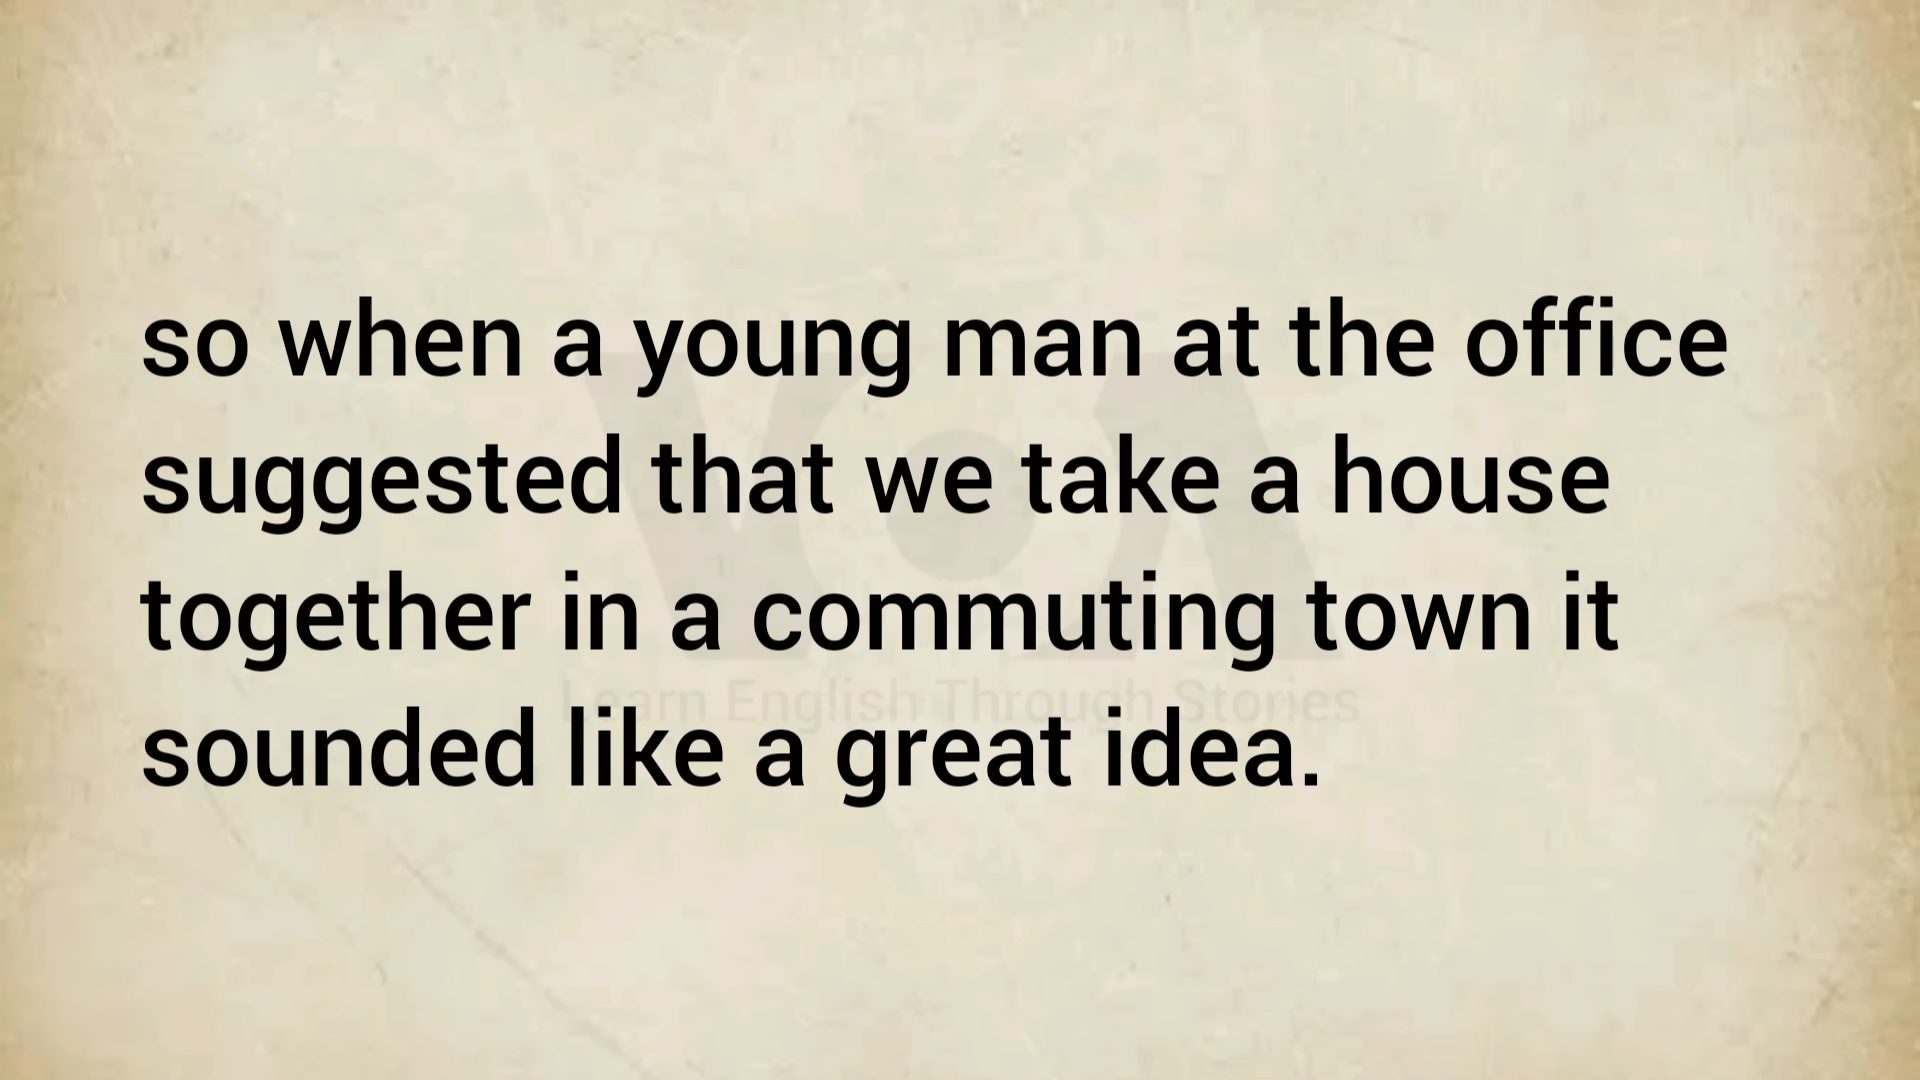 so when a young man at the office
suggested that we take a house
together in a commuting town it
sounded like a great idea.
VOA
Learn English Through Stories